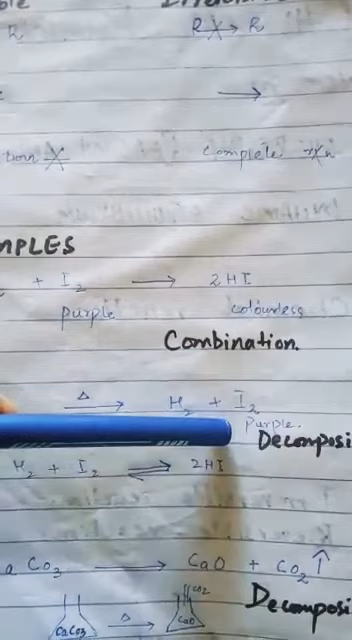 R R → R
→
Complete rxn
MPLES
+ I₂ → 2HI
purple colourless
Combination.
Δ → H₂ + I₂
Purple.
Decomposi
H₂ + I₂ ⇌ 2HI
a Co₃ → CaO + CO₂ ↑
Decomposi
CaCo₃ Δ → CaO CO2